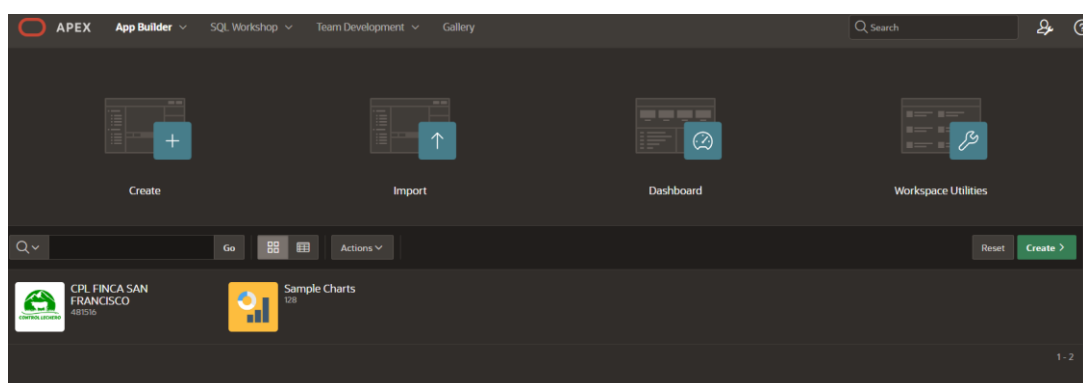 APEX App Builder SQL Workshop Team Development Gallery Search
Create Import Dashboard Workspace Utilities
Go Actions Reset Create >
CPL FINCA SAN
FRANCISCO
481516
CONTROL LECHERO
Sample Charts
128
1 - 2